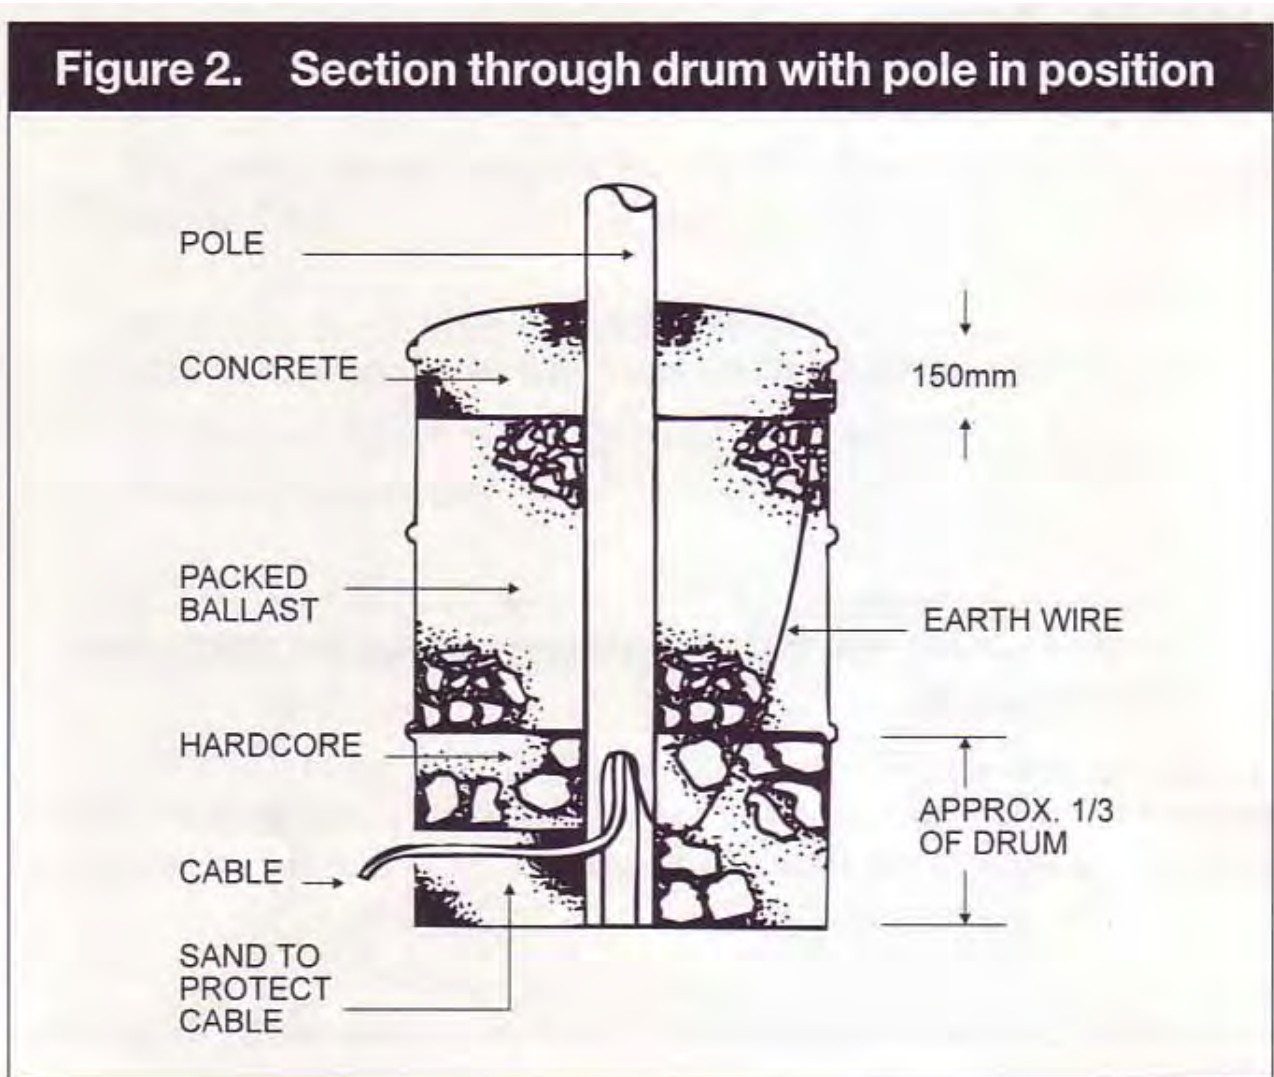 Figure 2. Section through drum with pole in position
POLE
CONCRETE
150mm
PACKED
BALLAST
EARTH WIRE
HARDCORE
APPROX. 1/3
OF DRUM
CABLE
SAND TO
PROTECT
CABLE